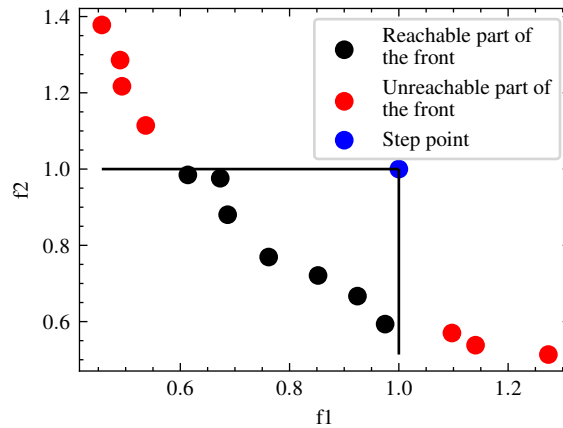 1.4
1.2
1.0
0.8
0.6
f2
Reachable part of
the front
Unreachable part of
the front
Step point
0.6
0.8
1.0
1.2
f1